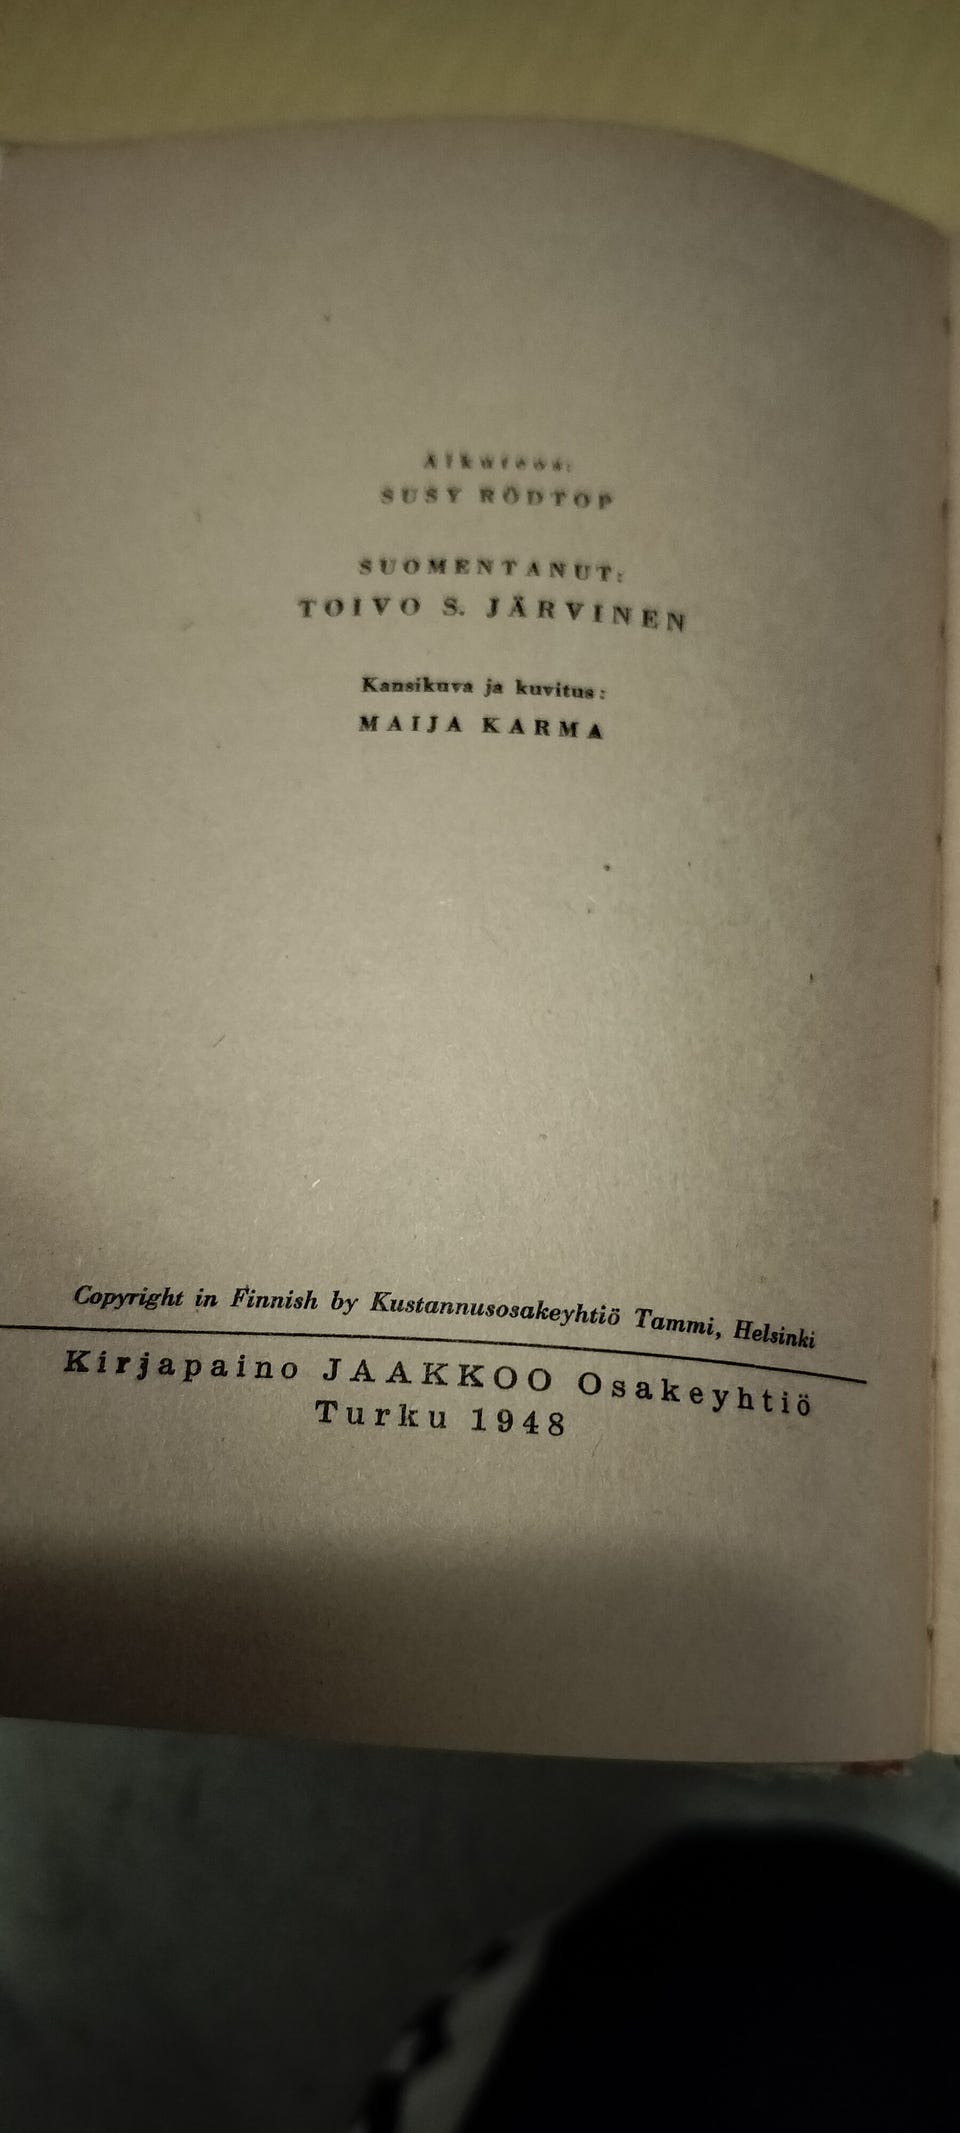 Alkuteos:
SUSY RÖDTOP
SUOMENTANUT:
TOIVO S. JÄRVINEN
Kansikuva ja kuvitus:
MAIJA KARMA
Copyright in Finnish by Kustannusosakeyhtiö Tammi, Helsinki
Kirjapaino JAAKKOO Osakeyhtiö
Turku 1948